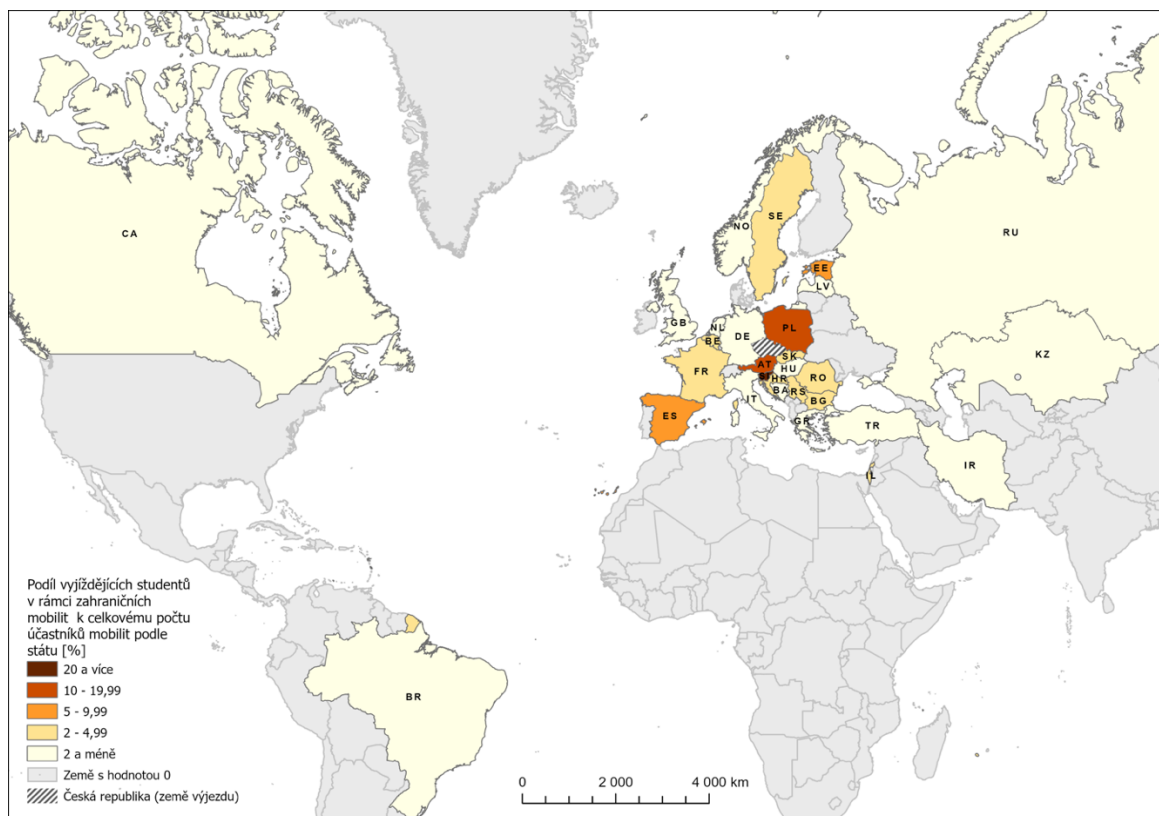 CA
NO
SE
RU
EE
LV
GB
NL
DE
PL
BE
KZ
FR
AT
SK
HU
SI
HR
RO
BA
RS
BG
IT
ES
GR
TR
IR
IL
BR
Podíl vyjíždějících studentů
v rámci zahraničních
mobilit k celkovému počtu
účastníků mobilit podle
státu [%]
20 a více
10 - 19,99
5 - 9,99
2 - 4,99
2 a méně
Země s hodnotou 0
Česká republika (země výjezdu)
0 2 000 4 000 km